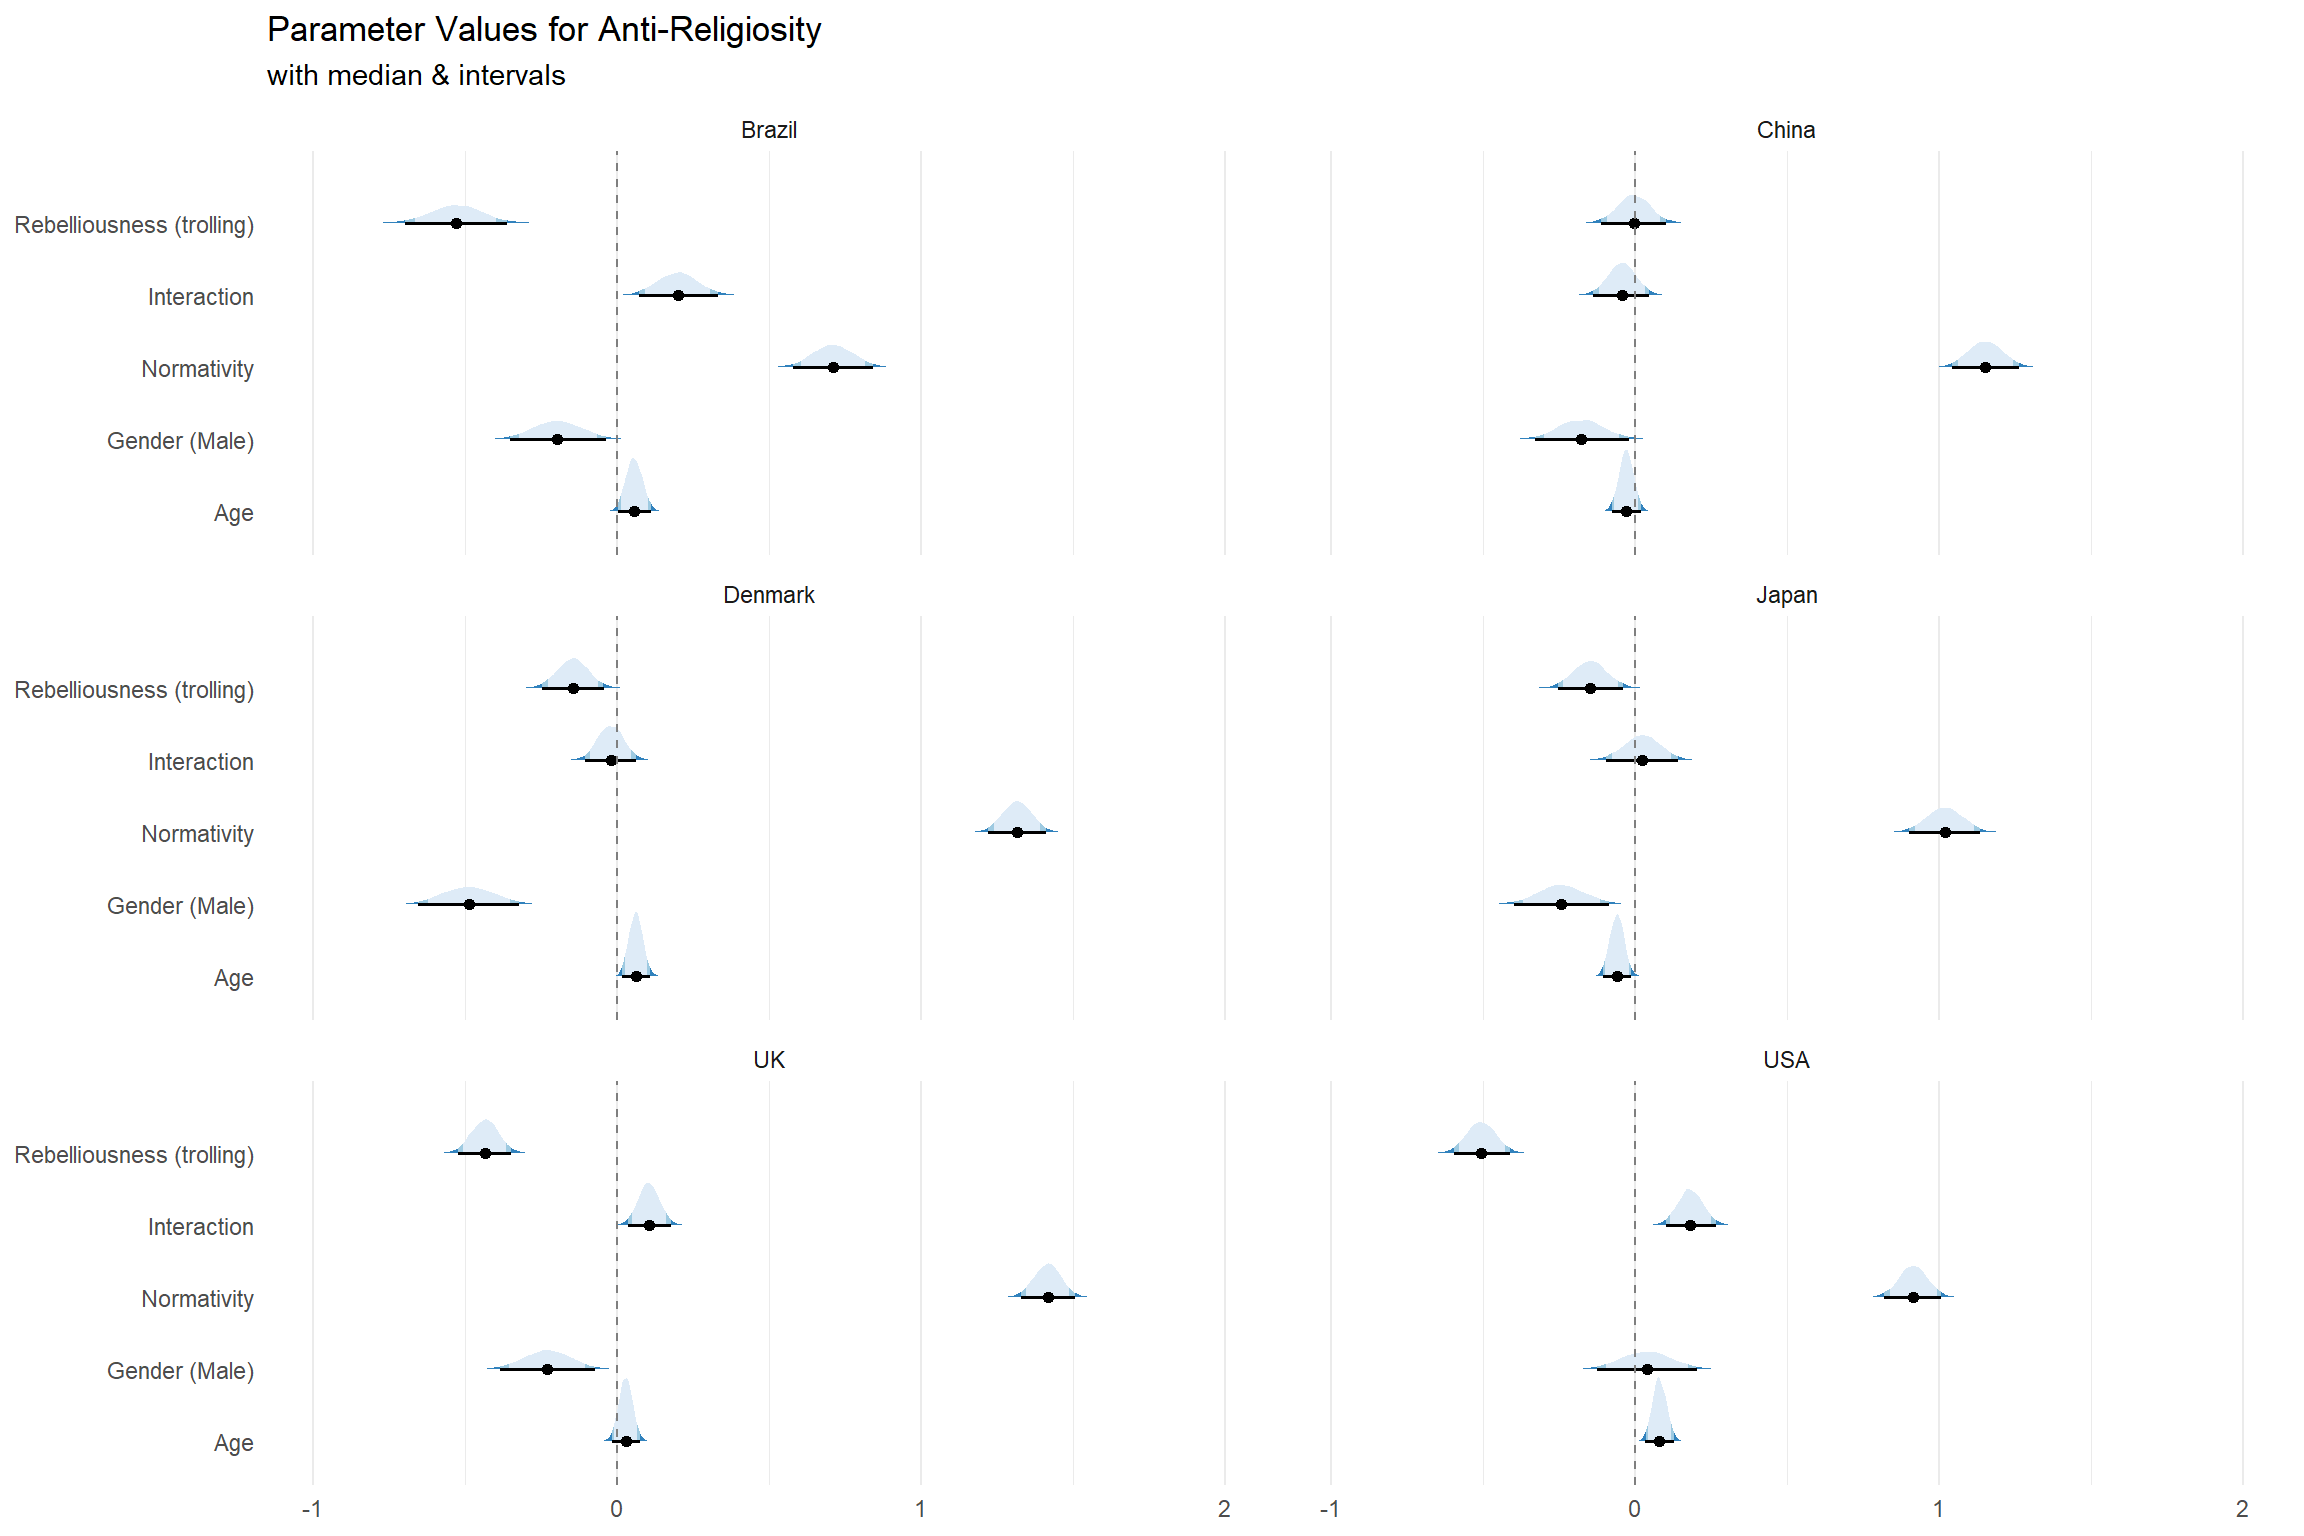 Parameter Values for Anti-Religiosity
with median & intervals
Brazil
China
Rebelliousness (trolling)
Interaction
Normativity
Gender (Male)
Age
Denmark
Japan
Rebelliousness (trolling)
Interaction
Normativity
Gender (Male)
Age
UK
USA
Rebelliousness (trolling)
Interaction
Normativity
Gender (Male)
Age
-1 0 1 2 -1 0 1 2